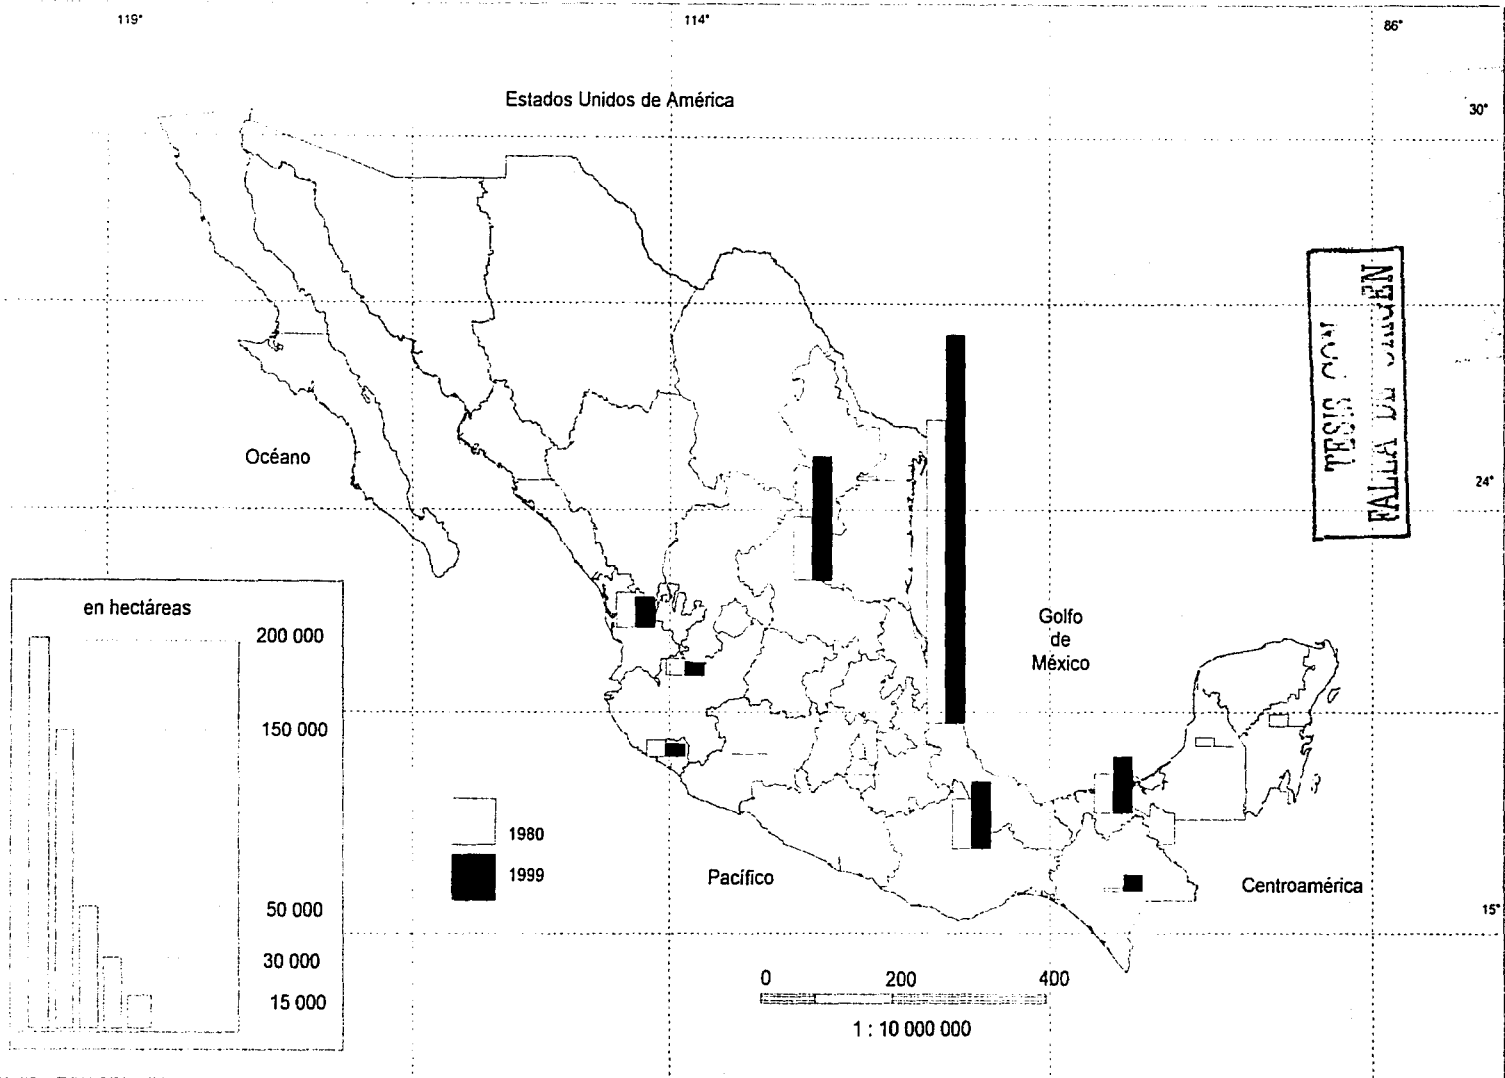 119°
114°
86°
Estados Unidos de América
30°
TESIS CON
FALLA DE ORIGEN
Océano
24°
en hectáreas
200 000
150 000
50 000
30 000
15 000
Golfo
de
México
1980
1999
Pacífico
Centroamérica
15°
0 200 400
1 : 10 000 000